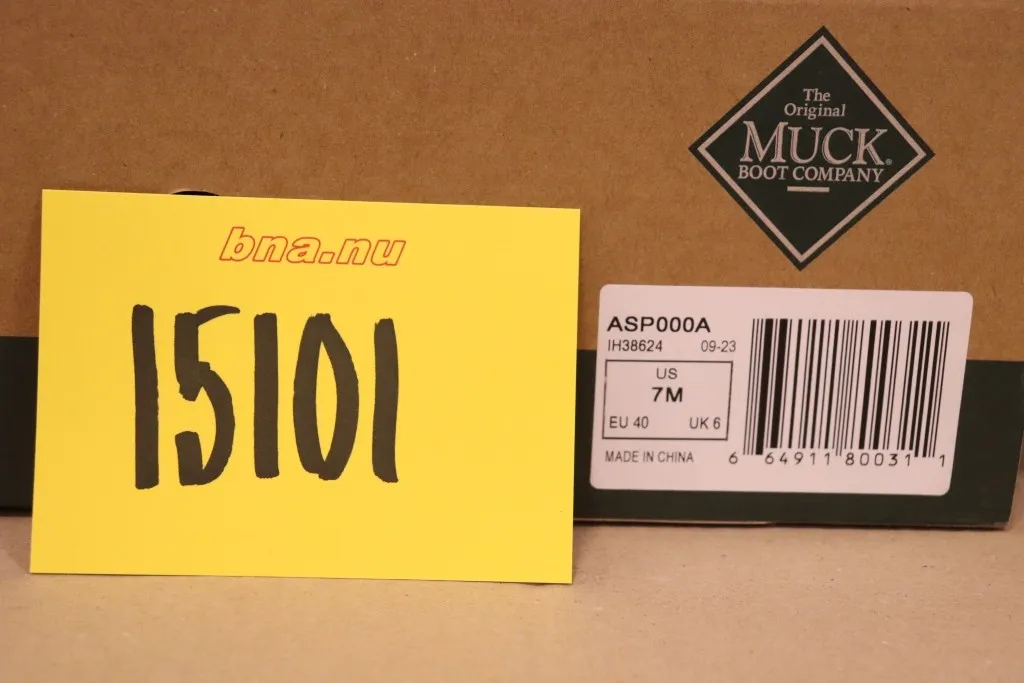 The
Original
MUCK®
BOOT COMPANY
bna.nu
15101
ASP000A
IH38624 09-23
US
7M
EU 40 UK 6
MADE IN CHINA
6 64911 80031 1